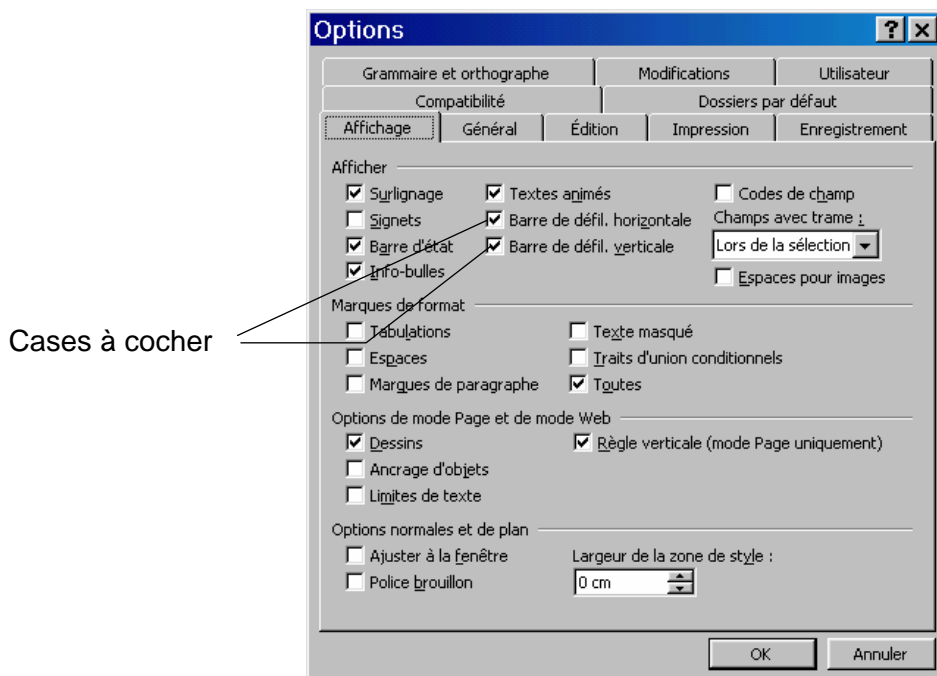 Options
Grammaire et orthographe Modifications Utilisateur
Compatibilité Dossiers par défaut
Affichage Général Édition Impression Enregistrement
Afficher
Surlignage Textes animés Codes de champ
Signets Barre de défil. horizontale Champs avec trame :
Barre d'état Barre de défil. verticale Lors de la sélection
Info-bulles Espaces pour images
Marques de format
Cases à cocher
Tabulations Texte masqué
Espaces Traits d'union conditionnels
Marques de paragraphe Toutes
Options de mode Page et de mode Web
Dessins Règle verticale (mode Page uniquement)
Ancrage d'objets
Limites de texte
Options normales et de plan
Ajuster à la fenêtre Largeur de la zone de style :
Police brouillon 0 cm
OK Annuler